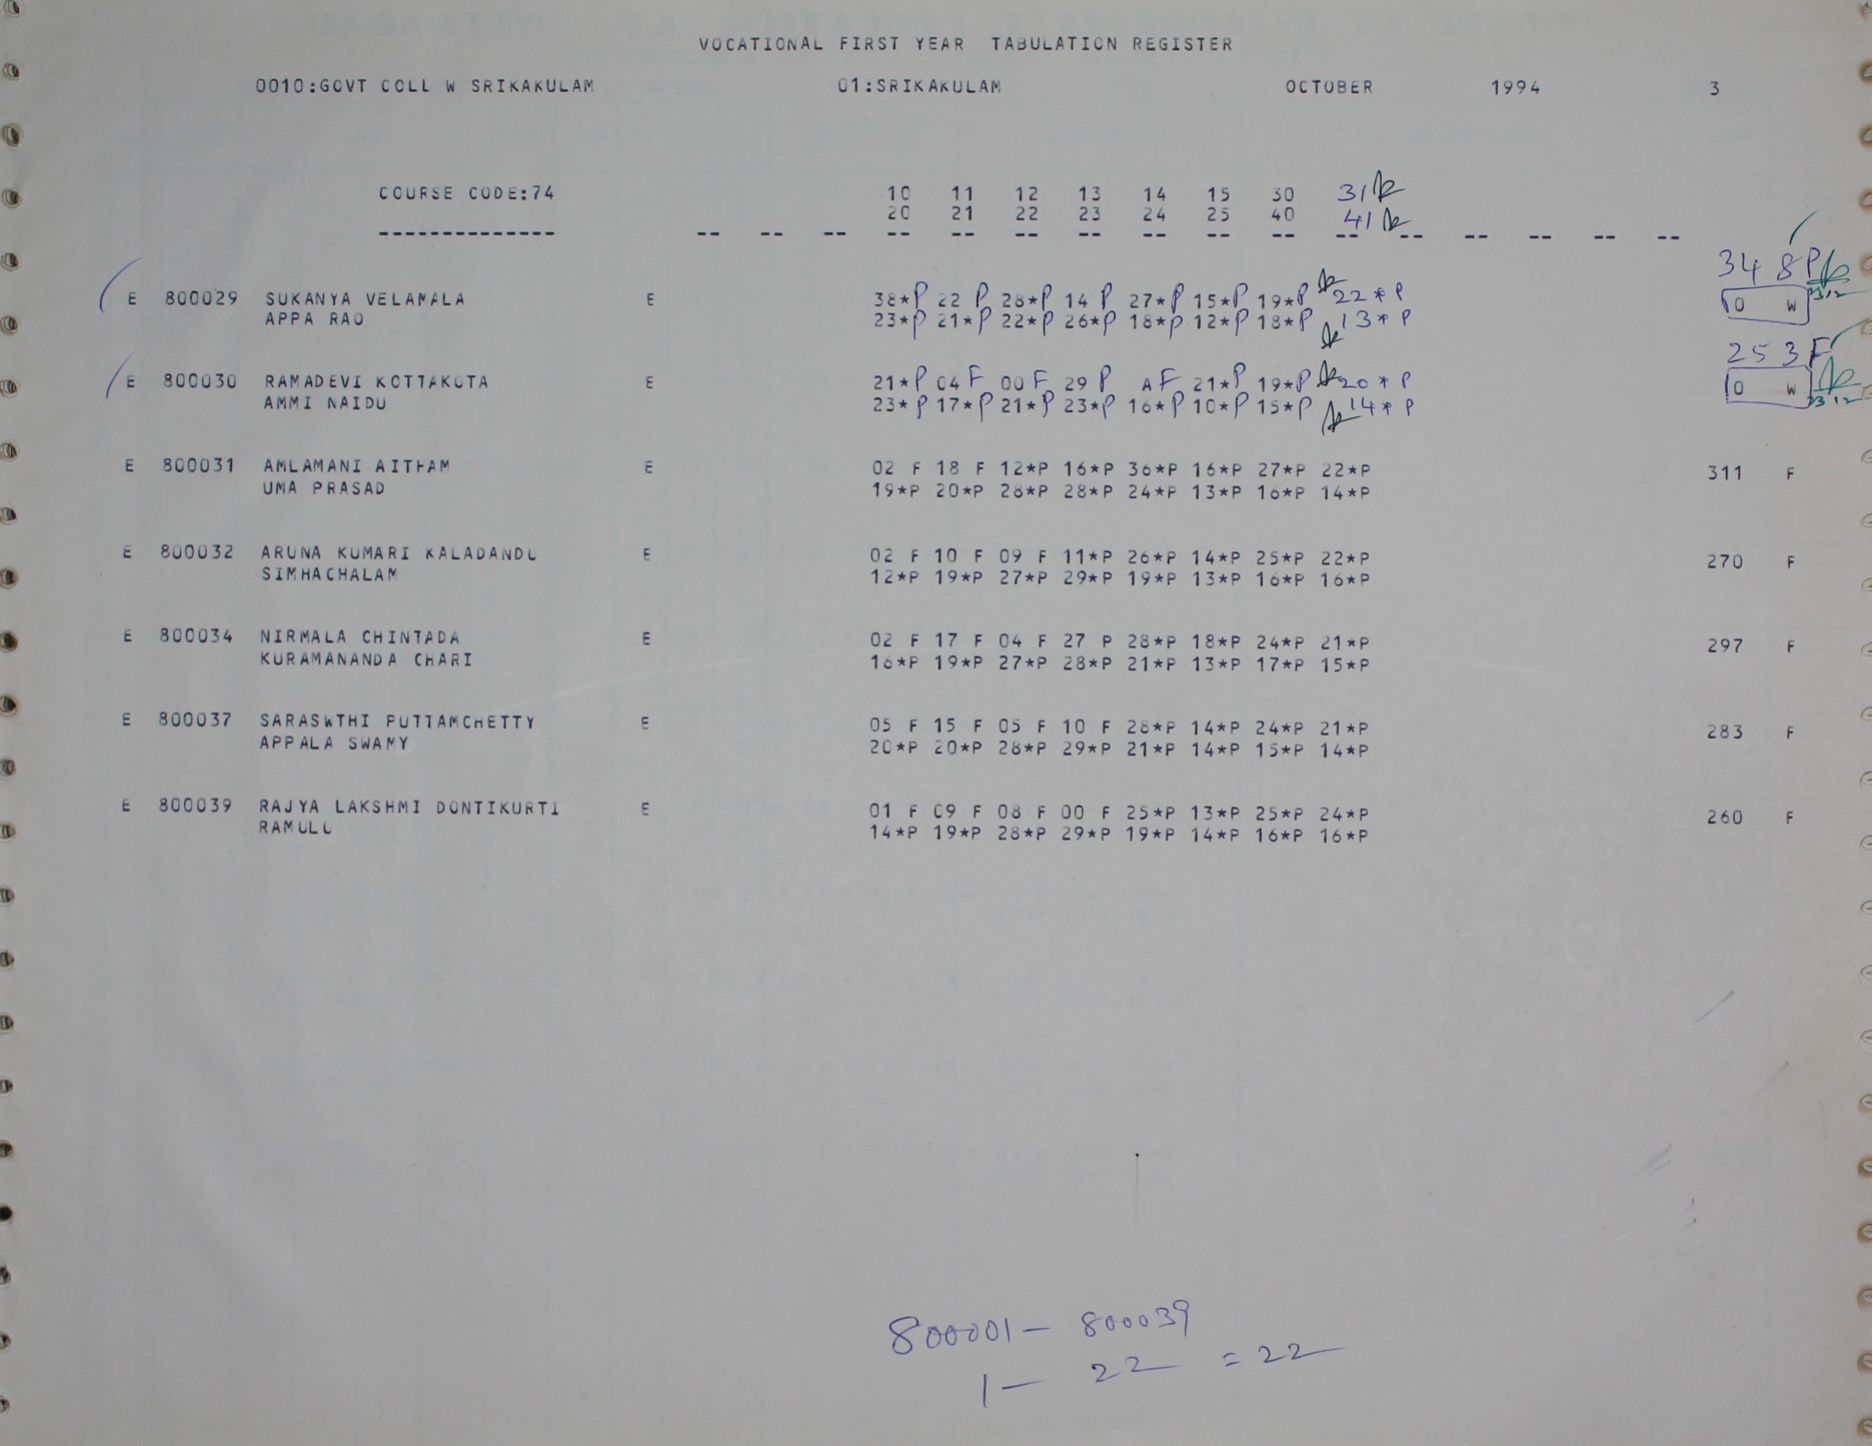 VOCATIONAL FIRST YEAR TABULATION REGISTER
0010:GOVT COLL W SRIKAKULAM 01:SRIKAKULAM OCTOBER 1994 3
COURSE CODE:74 10 11 12 13 14 15 30 31
20 21 22 23 24 25 40 41
-------------- -- -- -- -- -- -- -- -- -- -- -- -- -- -- -- --
348P
E 800029 SUKANYA VELAMALA E 38*P 22 P 28*P 14 P 27*P 15*P 19*P 22*P O W
APPA RAO 23*P 21*P 22*P 26*P 18*P 12*P 18*P 13*P
253F
E 800030 RAMADEVI KOTTAKOTA E 21*P 04 F 00 F 29 P A F 21*P 19*P 20*P O W
AMMI NAIDU 23*P 17*P 21*P 23*P 16*P 10*P 15*P 14*P
E 800031 AMLAMANI AITHAM E 02 F 18 F 12*P 16*P 36*P 16*P 27*P 22*P 311 F
UMA PRASAD 19*P 20*P 28*P 28*P 24*P 13*P 16*P 14*P
E 800032 ARUNA KUMARI KALADANDU E 02 F 10 F 09 F 11*P 26*P 14*P 25*P 22*P 270 F
SIMHACHALAM 12*P 19*P 27*P 29*P 19*P 13*P 16*P 16*P
E 800034 NIRMALA CHINTADA E 02 F 17 F 04 F 27 P 28*P 18*P 24*P 21*P 297 F
KURAMANANDA CHARI 16*P 19*P 27*P 28*P 21*P 13*P 17*P 15*P
E 800037 SARASWTHI PUTTAMCHETTY E 05 F 15 F 05 F 10 F 28*P 14*P 24*P 21*P 283 F
APPALA SWAMY 20*P 20*P 28*P 29*P 21*P 14*P 15*P 14*P
E 800039 RAJYA LAKSHMI DONTIKURTI E 01 F 09 F 08 F 00 F 25*P 13*P 25*P 24*P 260 F
RAMULU 14*P 19*P 28*P 29*P 19*P 14*P 16*P 16*P
800001 — 800039
1 — 22 = 22